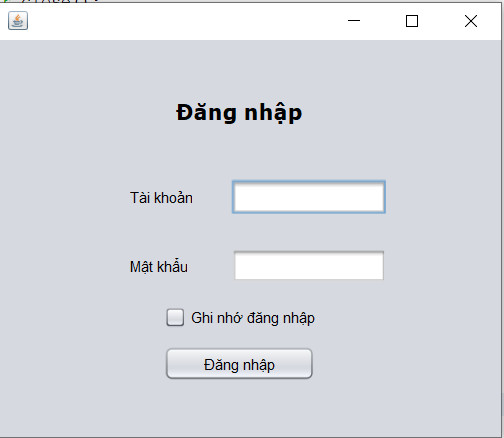 Đăng nhập
Tài khoản
Mật khẩu
Ghi nhớ đăng nhập
Đăng nhập